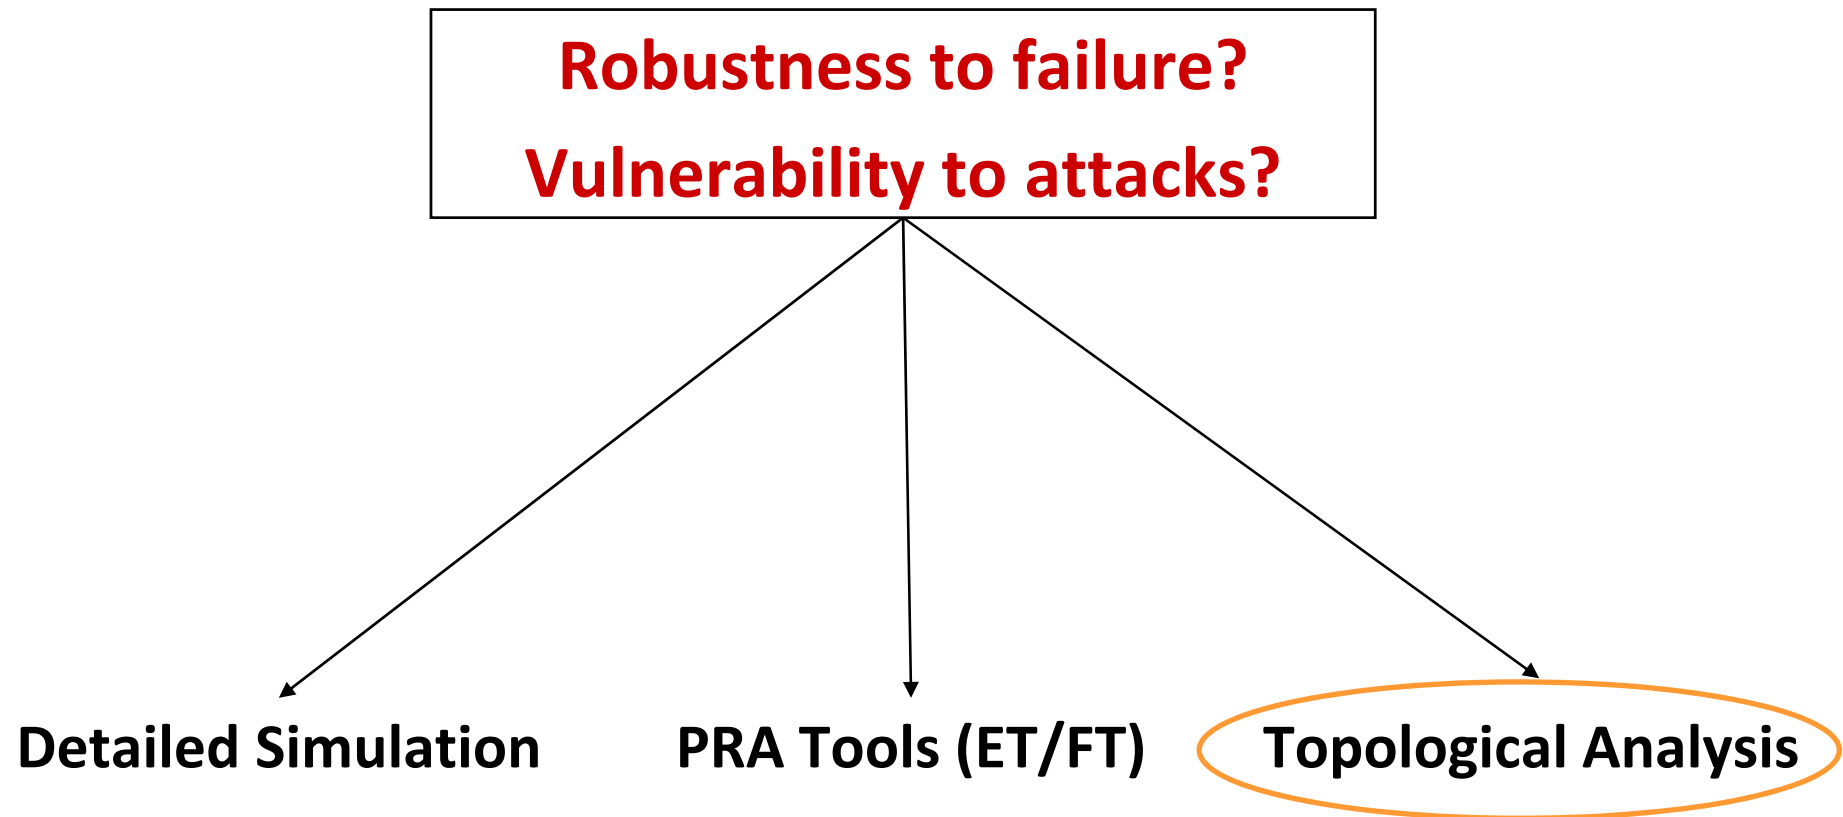 Robustness to failure?
Vulnerability to attacks?
Detailed Simulation
PRA Tools (ET/FT)
Topological Analysis